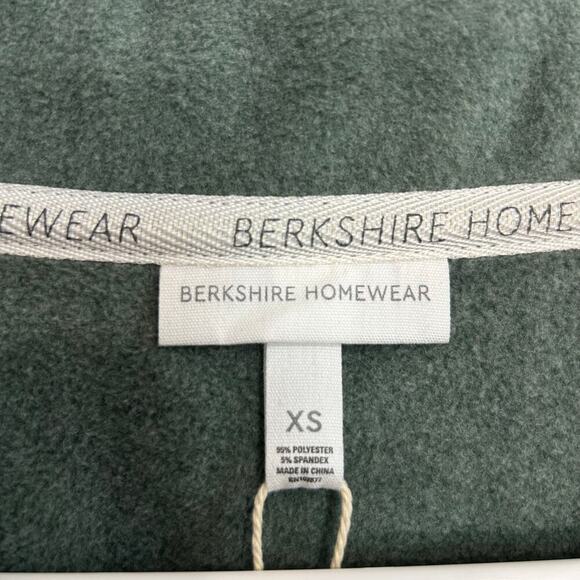 EWEAR BERKSHIRE HOME
BERKSHIRE HOMEWEAR
XS
95% POLYESTER
5% SPANDEX
MADE IN CHINA